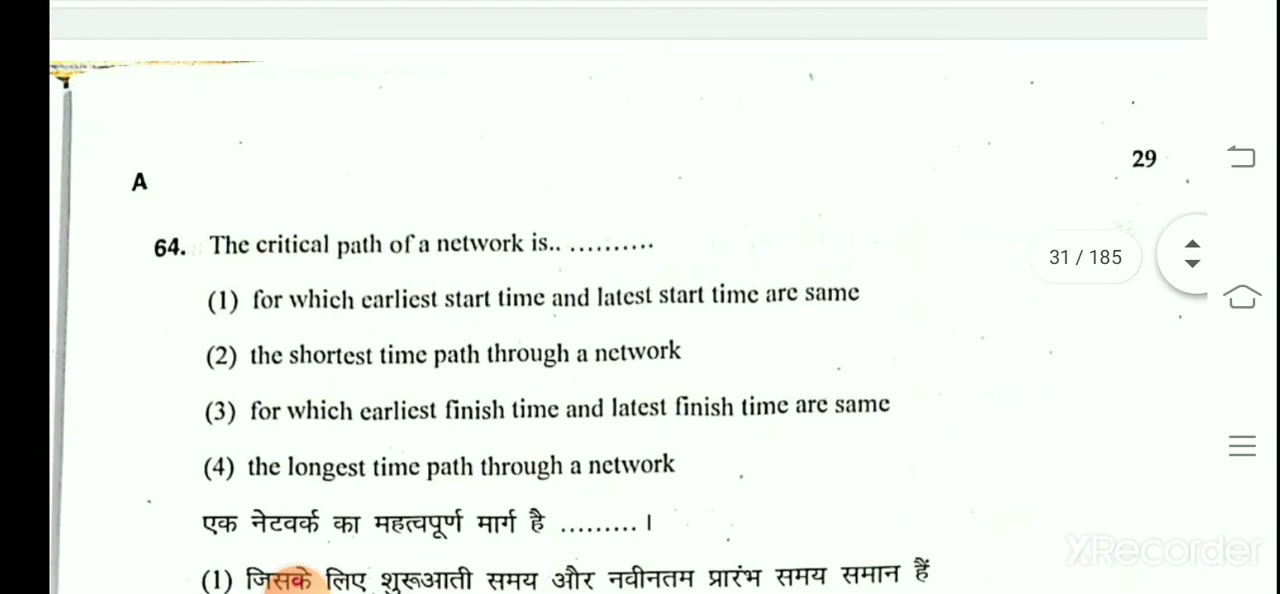 29
A
31 / 185
64. The critical path of a network is.. ..........
(1) for which earliest start time and latest start time are same
(2) the shortest time path through a network
(3) for which earliest finish time and latest finish time are same
(4) the longest time path through a network
एक नेटवर्क का महत्वपूर्ण मार्ग है ......... ।
XRecorder
(1) जिसके लिए शुरूआती समय और नवीनतम प्रारंभ समय समान हैं